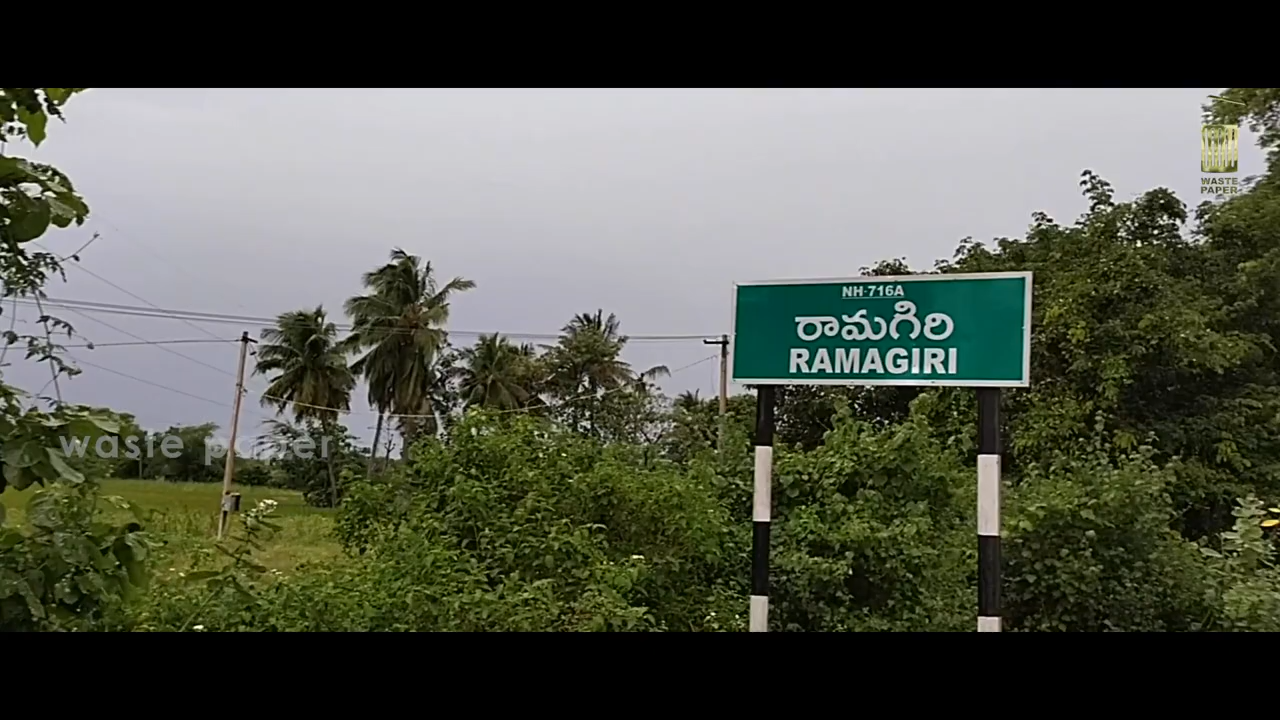 WASTE
PAPER
NH-716A
రామగిరి
RAMAGIRI
waste paper